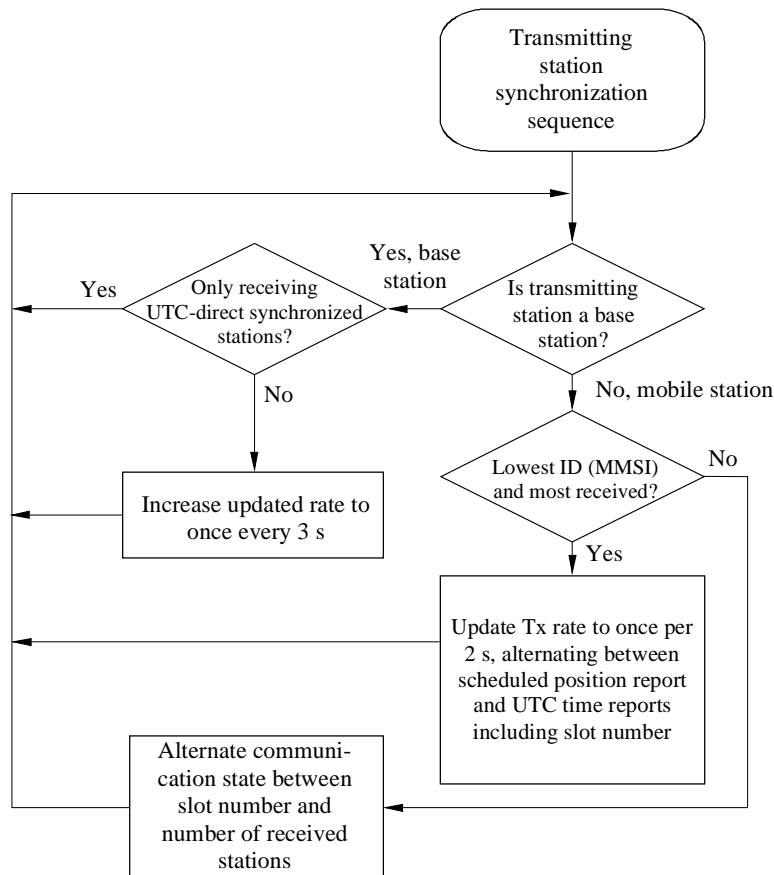 Transmitting
station
synchronization
sequence
Yes, base
station
Yes
Only receiving
UTC-direct synchronized
stations?
Is transmitting
station a base
station?
No
No, mobile station
Lowest ID (MMSI)
and most received?
No
Increase updated rate to
once every 3 s
Yes
Update Tx rate to once per
2 s, alternating between
scheduled position report
and UTC time reports
including slot number
Alternate communi-
cation state between
slot number and
number of received
stations